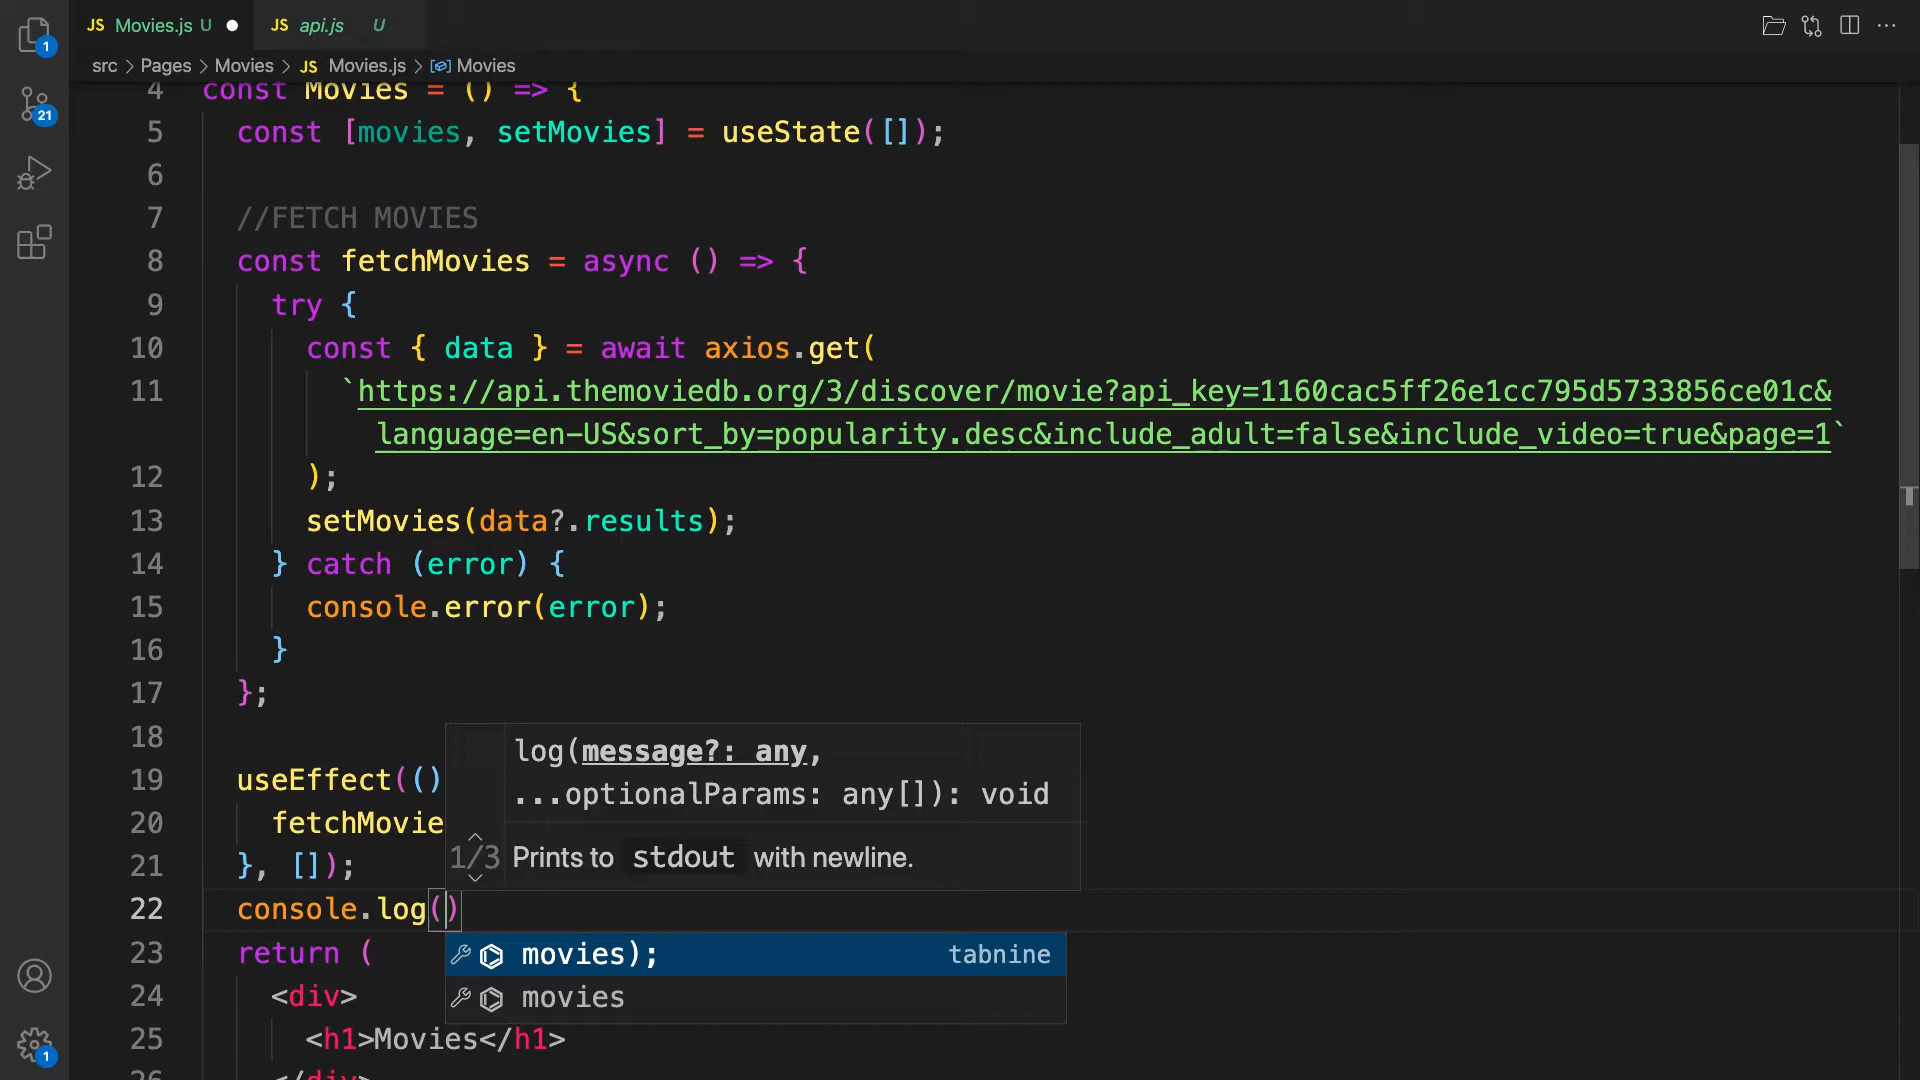 JS Movies.js U JS api.js U
src > Pages > Movies > JS Movies.js > Movies
4 const Movies = () => {
5 const [movies, setMovies] = useState([]);
6
7 //FETCH MOVIES
8 const fetchMovies = async () => {
9 try {
10 const { data } = await axios.get(
11 `https://api.themoviedb.org/3/discover/movie?api_key=1160cac5ff26e1cc795d5733856ce01c&
language=en-US&sort_by=popularity.desc&include_adult=false&include_video=true&page=1`
12 );
13 setMovies(data?.results);
14 } catch (error) {
15 console.error(error);
16 }
17 };
18
log(message?: any,
...optionalParams: any[]): void
19 useEffect(()
20 fetchMovie
1/3 Prints to stdout with newline.
21 }, []);
22 console.log()
movies); tabnine
movies
23 return (
24 <div>
25 <h1>Movies</h1>
26 </div>
1
21
1